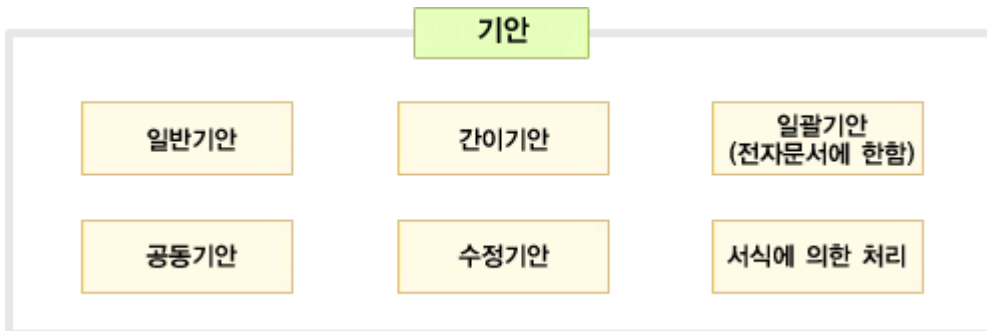 기안
일반기안
간이기안
일괄기안
(전자문서에 한함)
공동기안
수정기안
서식에 의한 처리